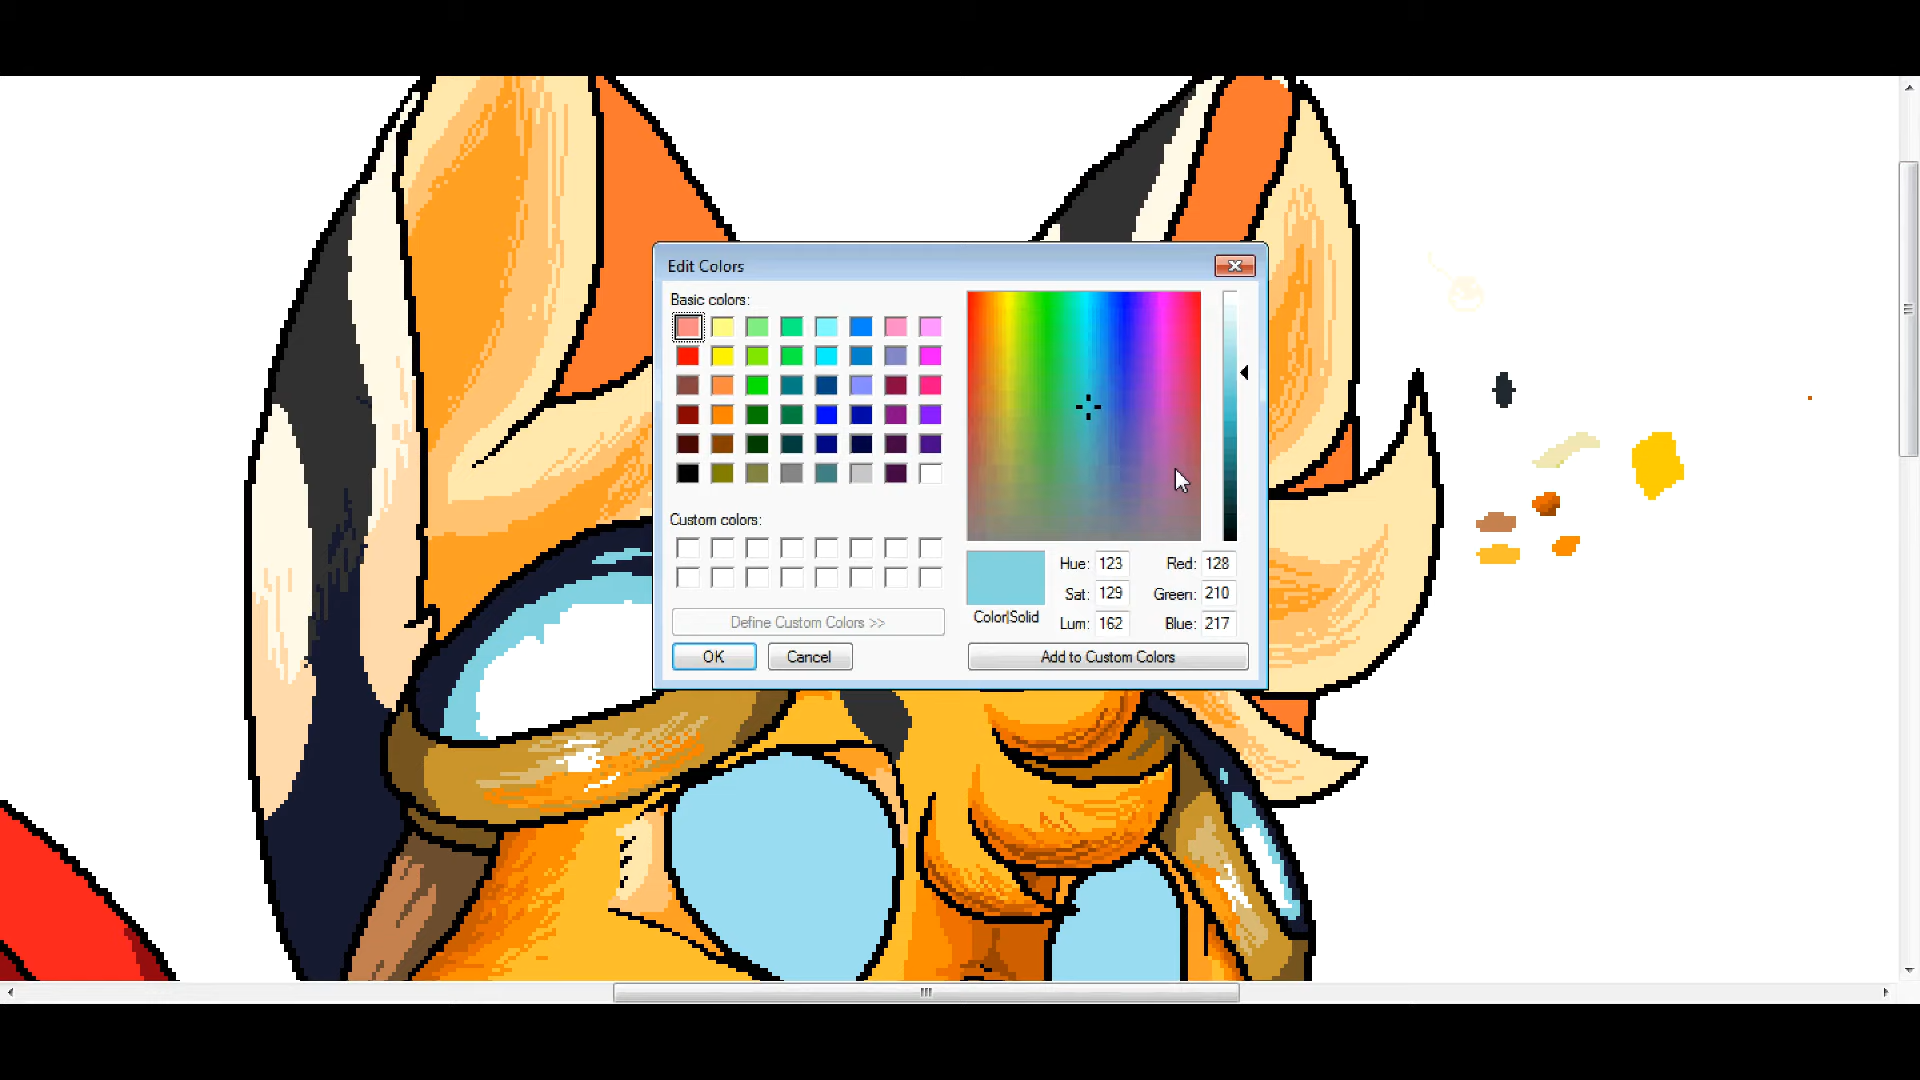 Edit Colors
Basic colors:
Custom colors:
Define Custom Colors >>
OK Cancel
Color|Solid
Hue: 123 Red: 128
Sat: 129 Green: 210
Lum: 162 Blue: 217
Add to Custom Colors